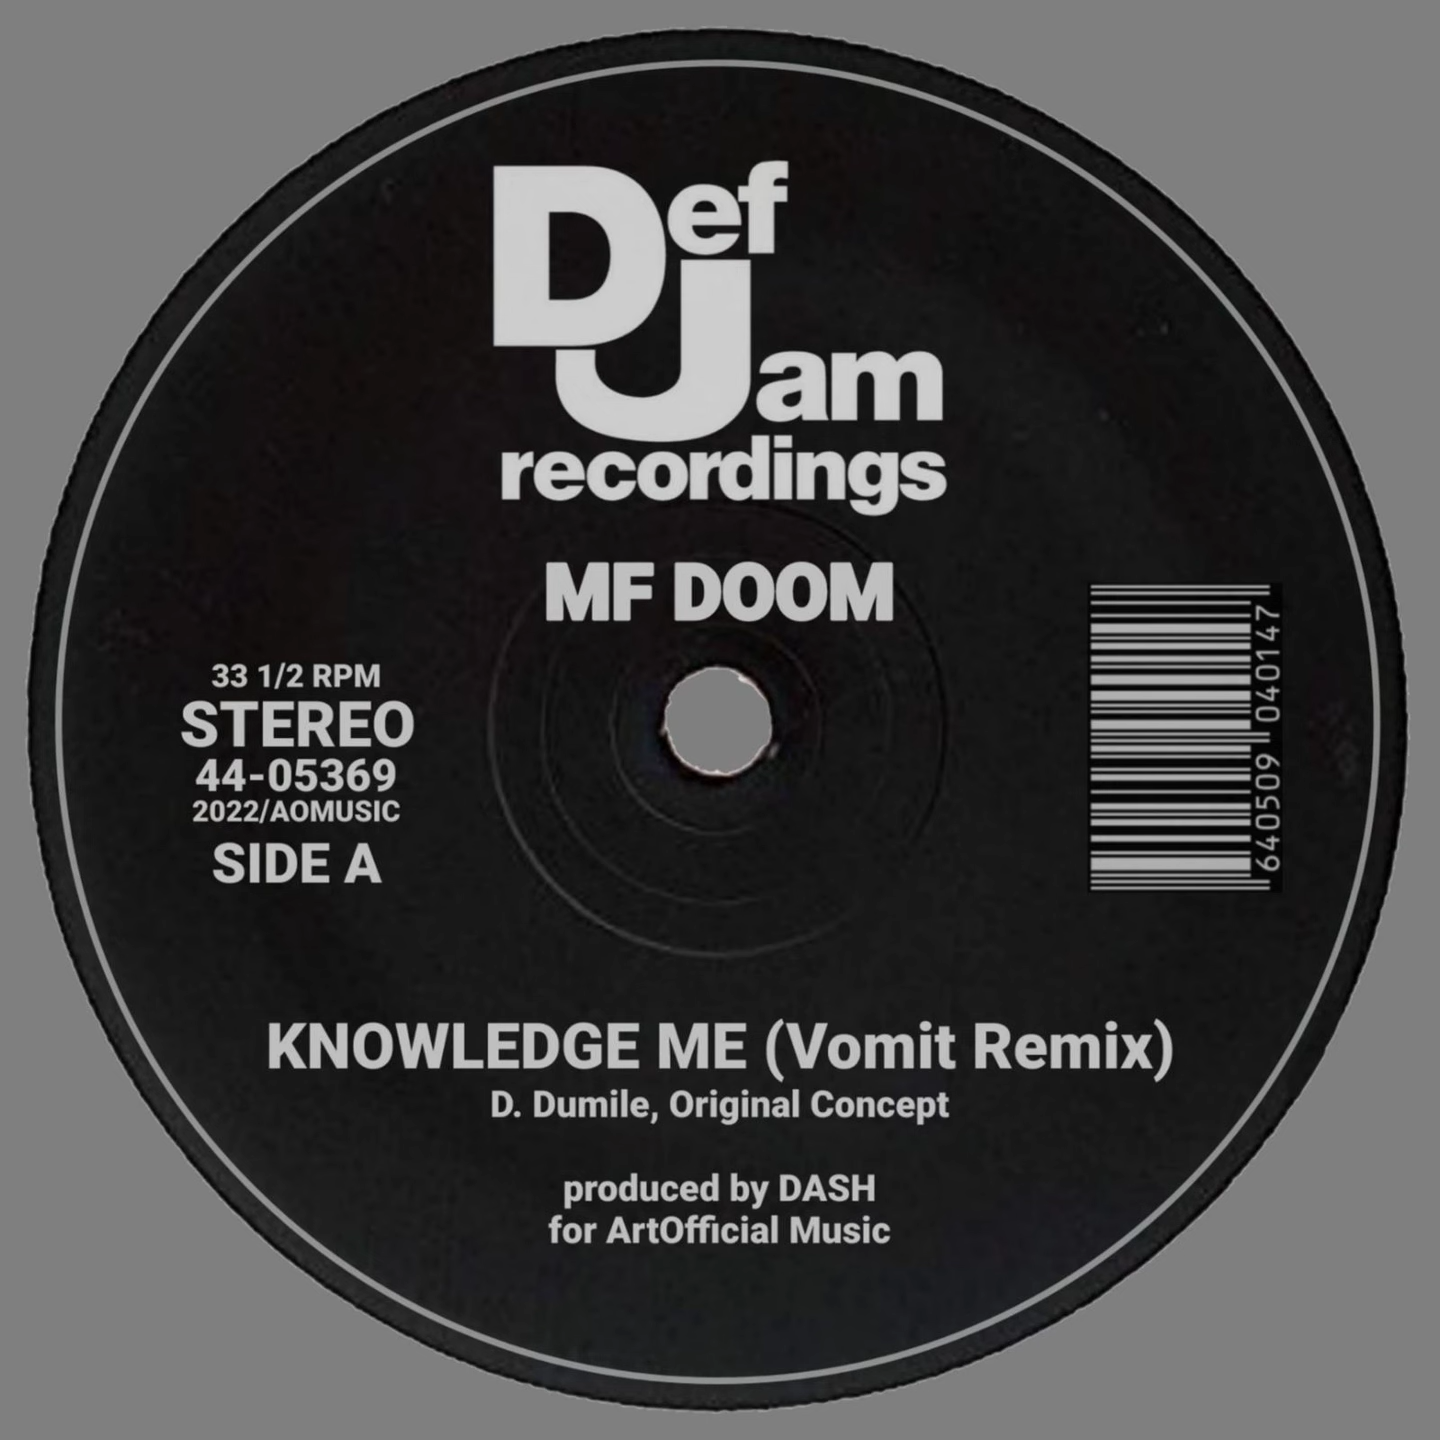 Def Jam
recordings
MF DOOM
33 1/2 RPM
STEREO
44-05369
2022/AOMUSIC
SIDE A
640509 040147
KNOWLEDGE ME (Vomit Remix)
D. Dumile, Original Concept
produced by DASH
for ArtOfficial Music